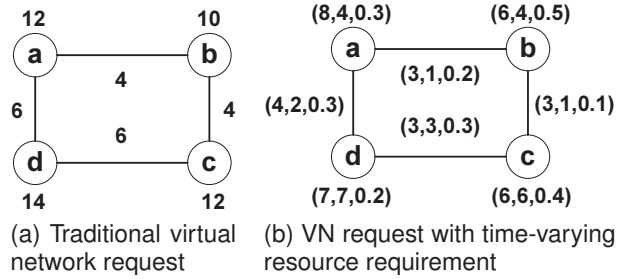 12
10
(8,4,0.3)
(6,4,0.5)
a
b
a
b
4
(3,1,0.2)
6
4
(4,2,0.3)
(3,1,0.1)
6
(3,3,0.3)
d
c
d
c
14
12
(7,7,0.2)
(6,6,0.4)
(a) Traditional virtual
network request
(b) VN request with time-varying
resource requirement